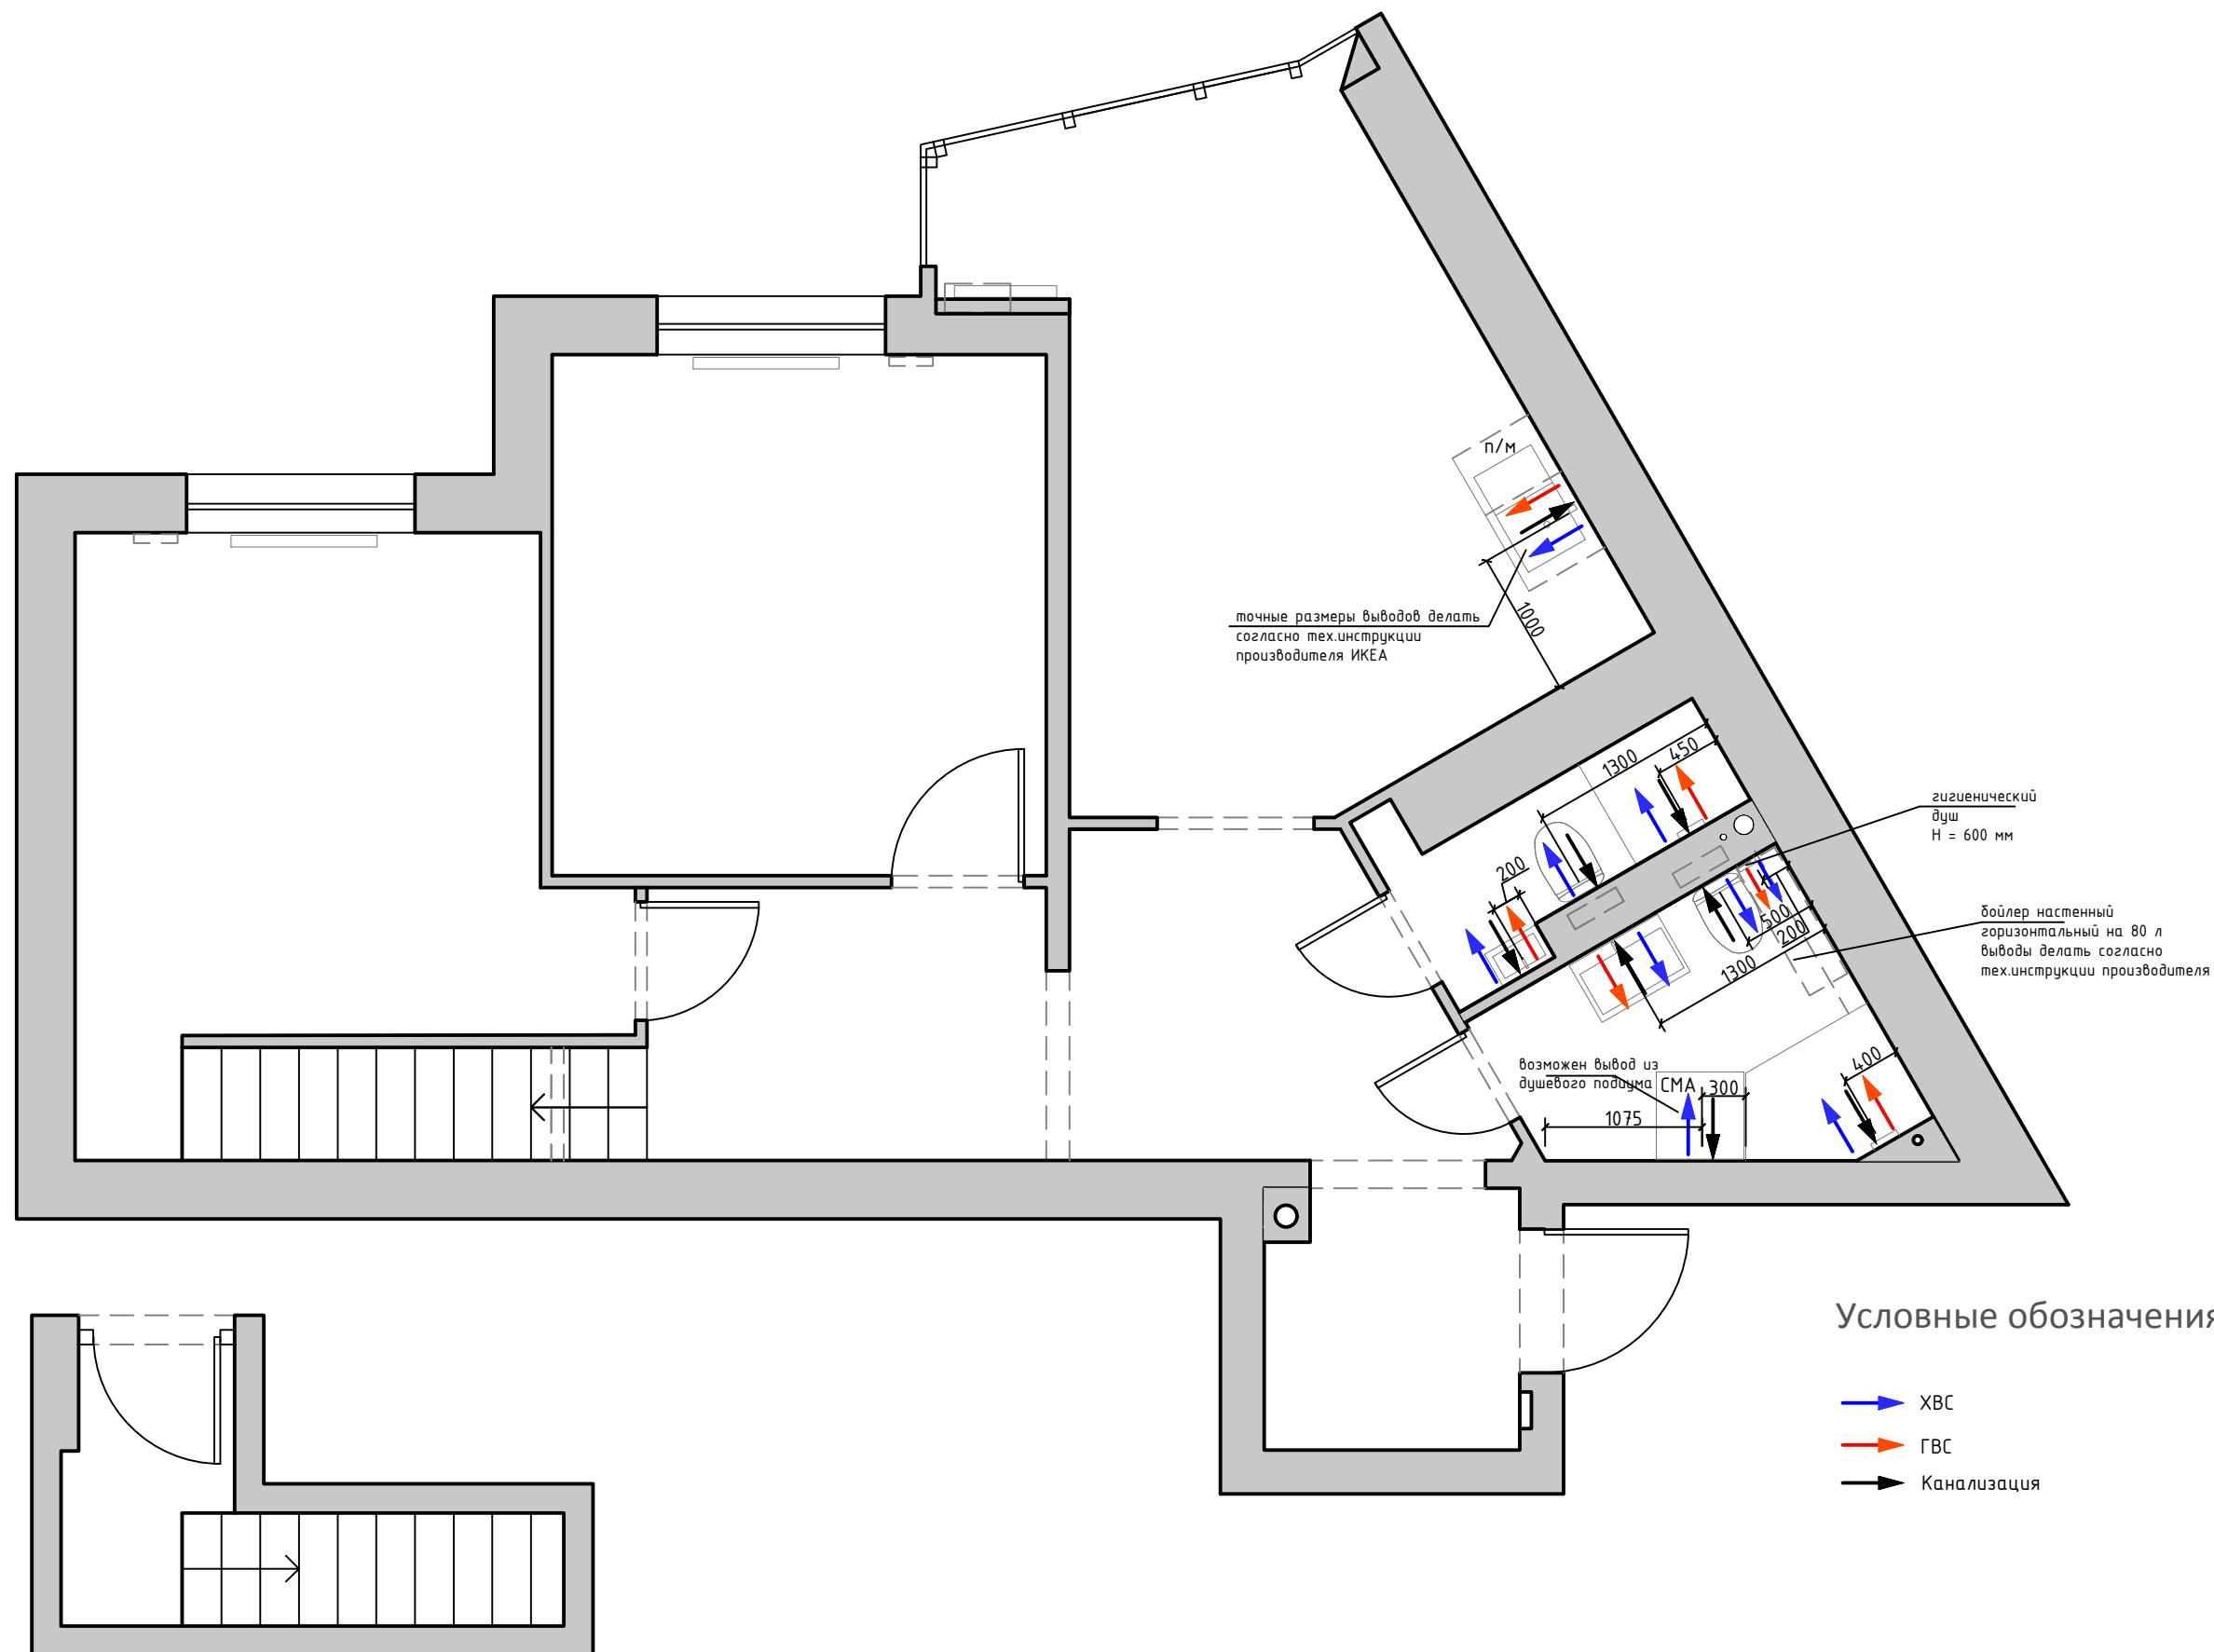 п/м
точные размеры выводов делать
согласно тех.инструкции
производителя ИКЕА
1000
1300
450
200
гигиенический
душ
Н = 600 мм
500
200
1300
бойлер настенный
горизонтальный на 80 л
выводы делать согласно
тех.инструкции производителя
возможен вывод из
душевого подиума
СМА
300
1075
400
Условные обозначения
ХВС
ГВС
Канализация